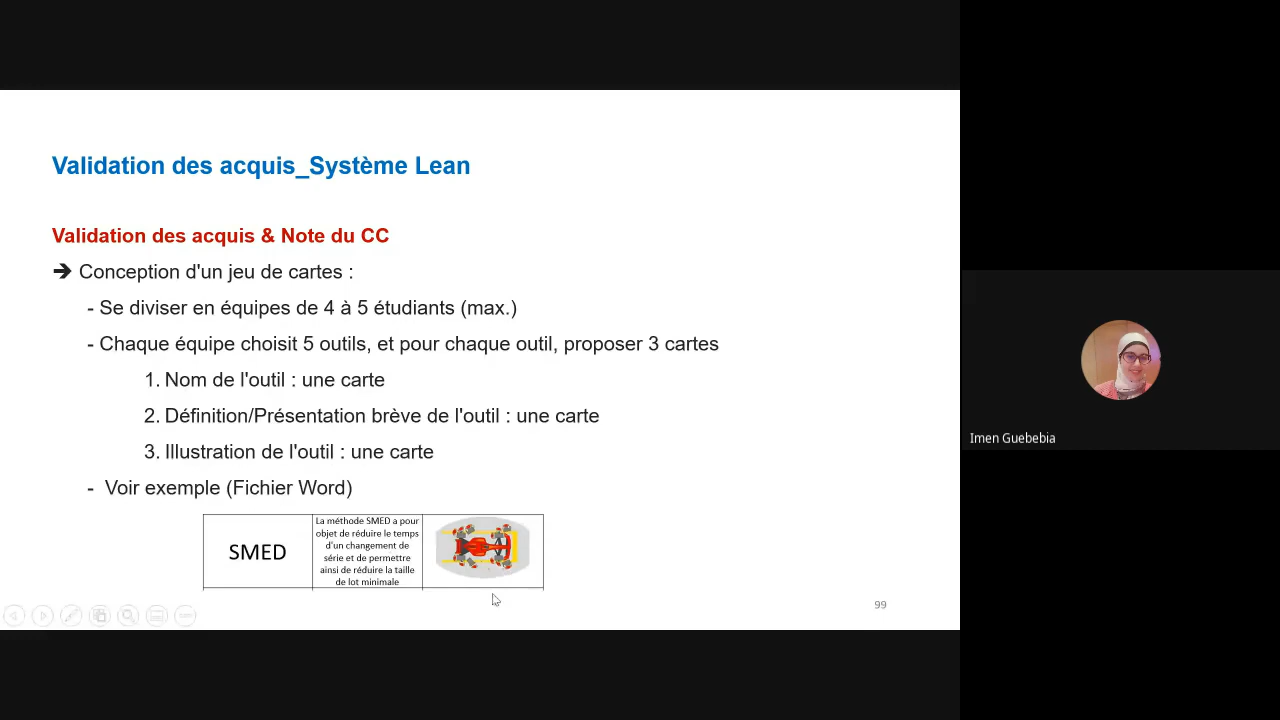 Validation des acquis_Système Lean
Validation des acquis & Note du CC
➔ Conception d'un jeu de cartes :
- Se diviser en équipes de 4 à 5 étudiants (max.)
- Chaque équipe choisit 5 outils, et pour chaque outil, proposer 3 cartes
1. Nom de l'outil : une carte
2. Définition/Présentation brève de l'outil : une carte
3. Illustration de l'outil : une carte
- Voir exemple (Fichier Word)
SMED
La méthode SMED a pour
objet de réduire le temps
d'un changement de
série et de permettre
ainsi de réduire la taille
de lot minimale
99
Imen Guebebia